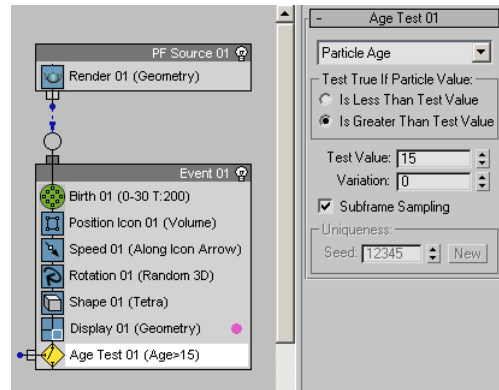 PF Source 01
Render 01 (Geometry)
Event 01
Birth 01 (0-30 T:200)
Position Icon 01 (Volume)
Speed 01 (Along Icon Arrow)
Rotation 01 (Random 3D)
Shape 01 (Tetra)
Display 01 (Geometry)
Age Test 01 (Age>15)
- Age Test 01
Particle Age
Test True If Particle Value:
Is Less Than Test Value
Is Greater Than Test Value
Test Value: 15
Variation: 0
Subframe Sampling
Uniqueness:
Seed: 12345 New